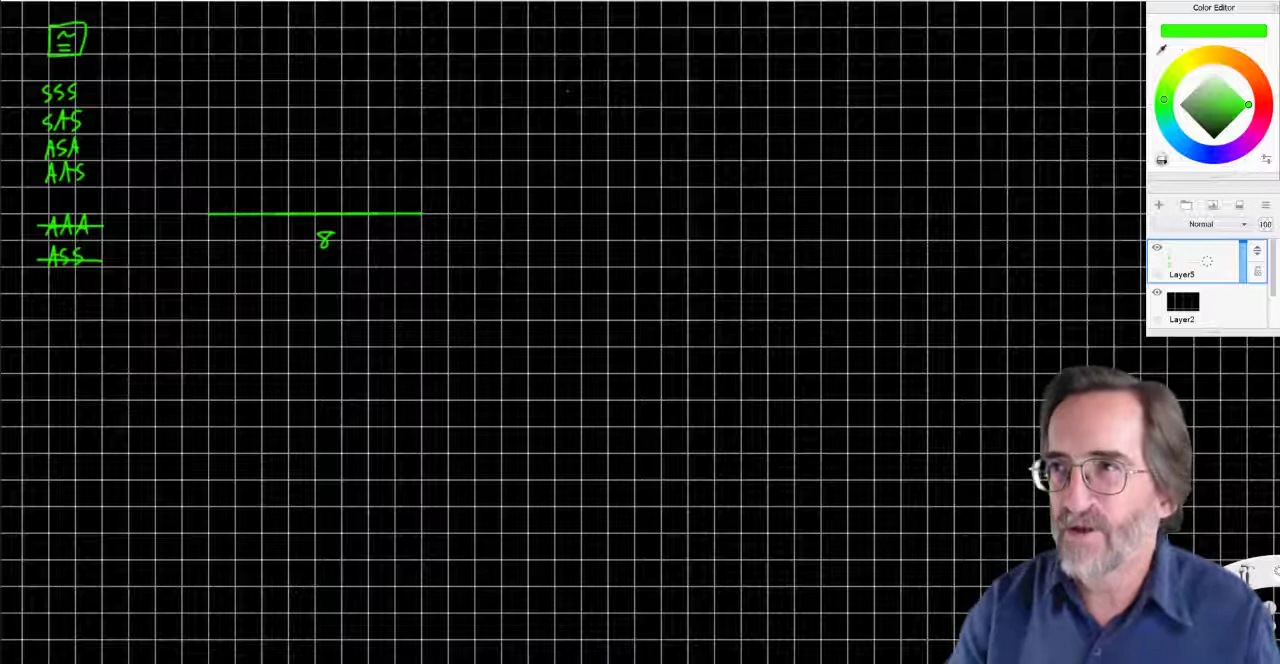 ≅
SSS
SAS
ASA
AAS
AAA
ASS
8
Color Editor
Normal
100
Layer5
Layer2